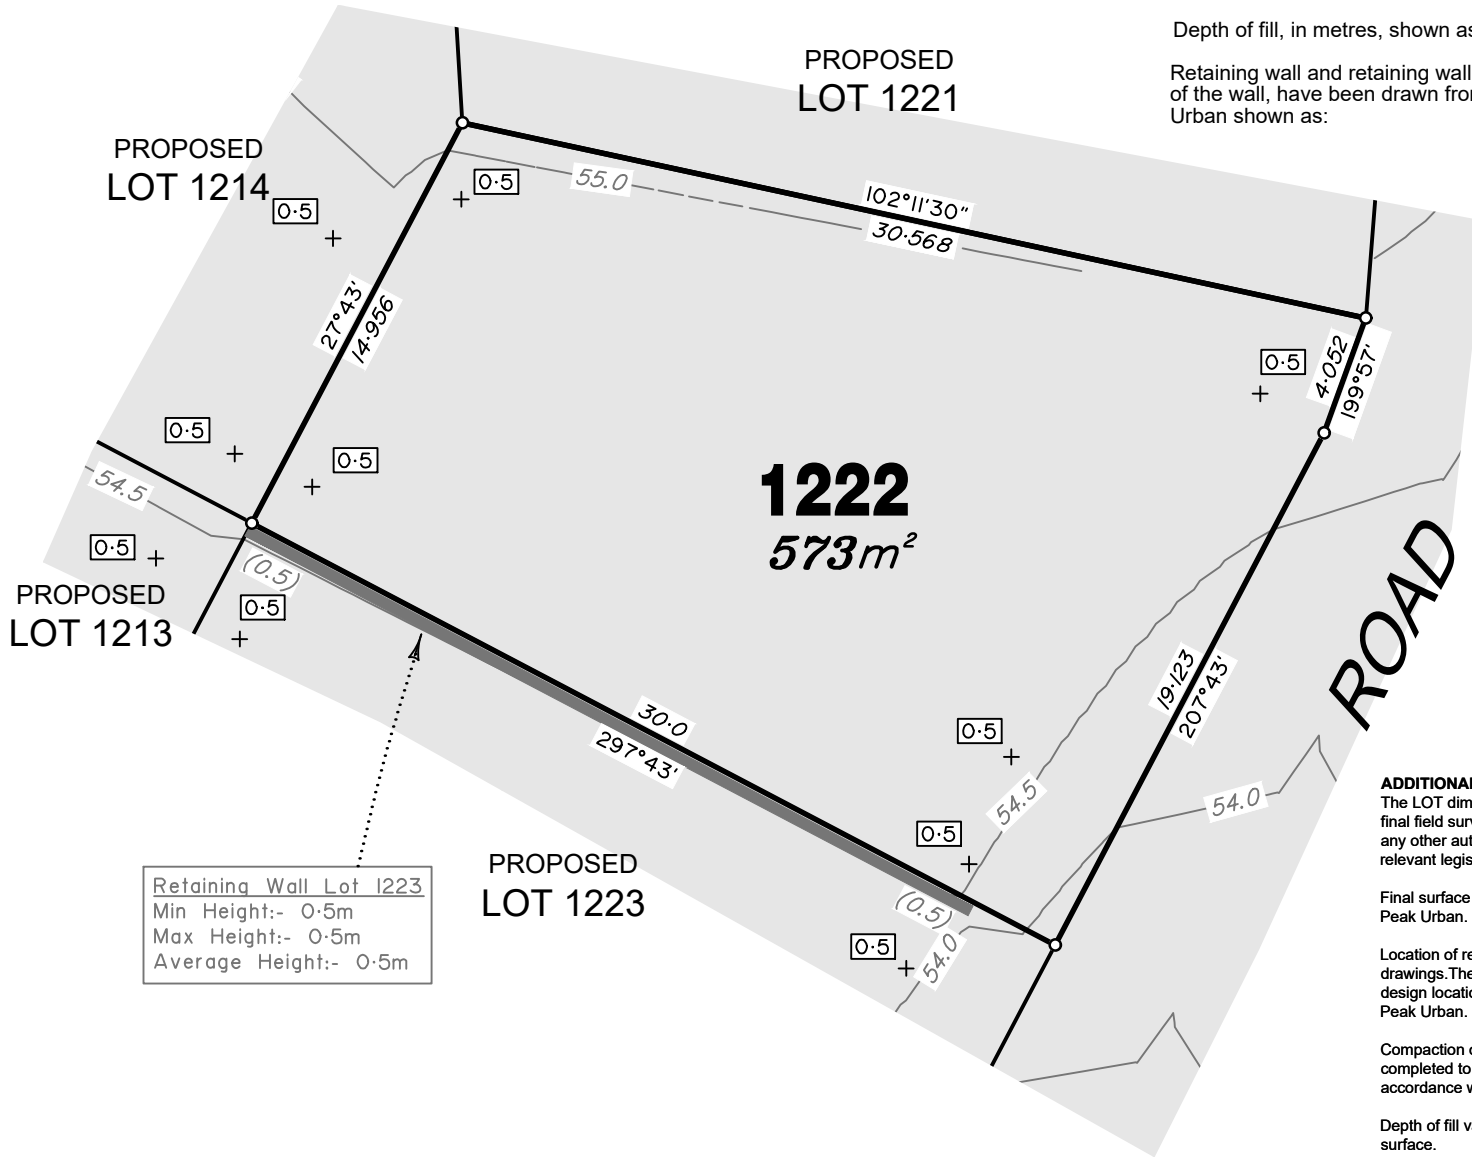 Depth of fill, in metres, shown as
Retaining wall and retaining wall
of the wall, have been drawn from
Urban shown as:
PROPOSED
LOT 1221
PROPOSED
LOT 1214
0·5
0·5
55.0
102°11'30"
30·568
27°43'
14·956
0·5
4·052
199°57'
0·5
0·5
54.5
1222
573m²
0·5
PROPOSED
LOT 1213
(0.5)
0·5
ROAD
19·123
207°43'
30·0
297°43'
0·5
54.5
54.0
0·5
PROPOSED
LOT 1223
(0.5)
0·5
54.0
Retaining Wall Lot 1223
Min Height:- 0·5m
Max Height:- 0·5m
Average Height:- 0·5m
ADDITIONAL
The LOT dim
final field surv
any other aut
relevant legis
Final surface
Peak Urban.
Location of re
drawings.The
design locatio
Peak Urban.
Compaction o
completed to
accordance w
Depth of fill va
surface.